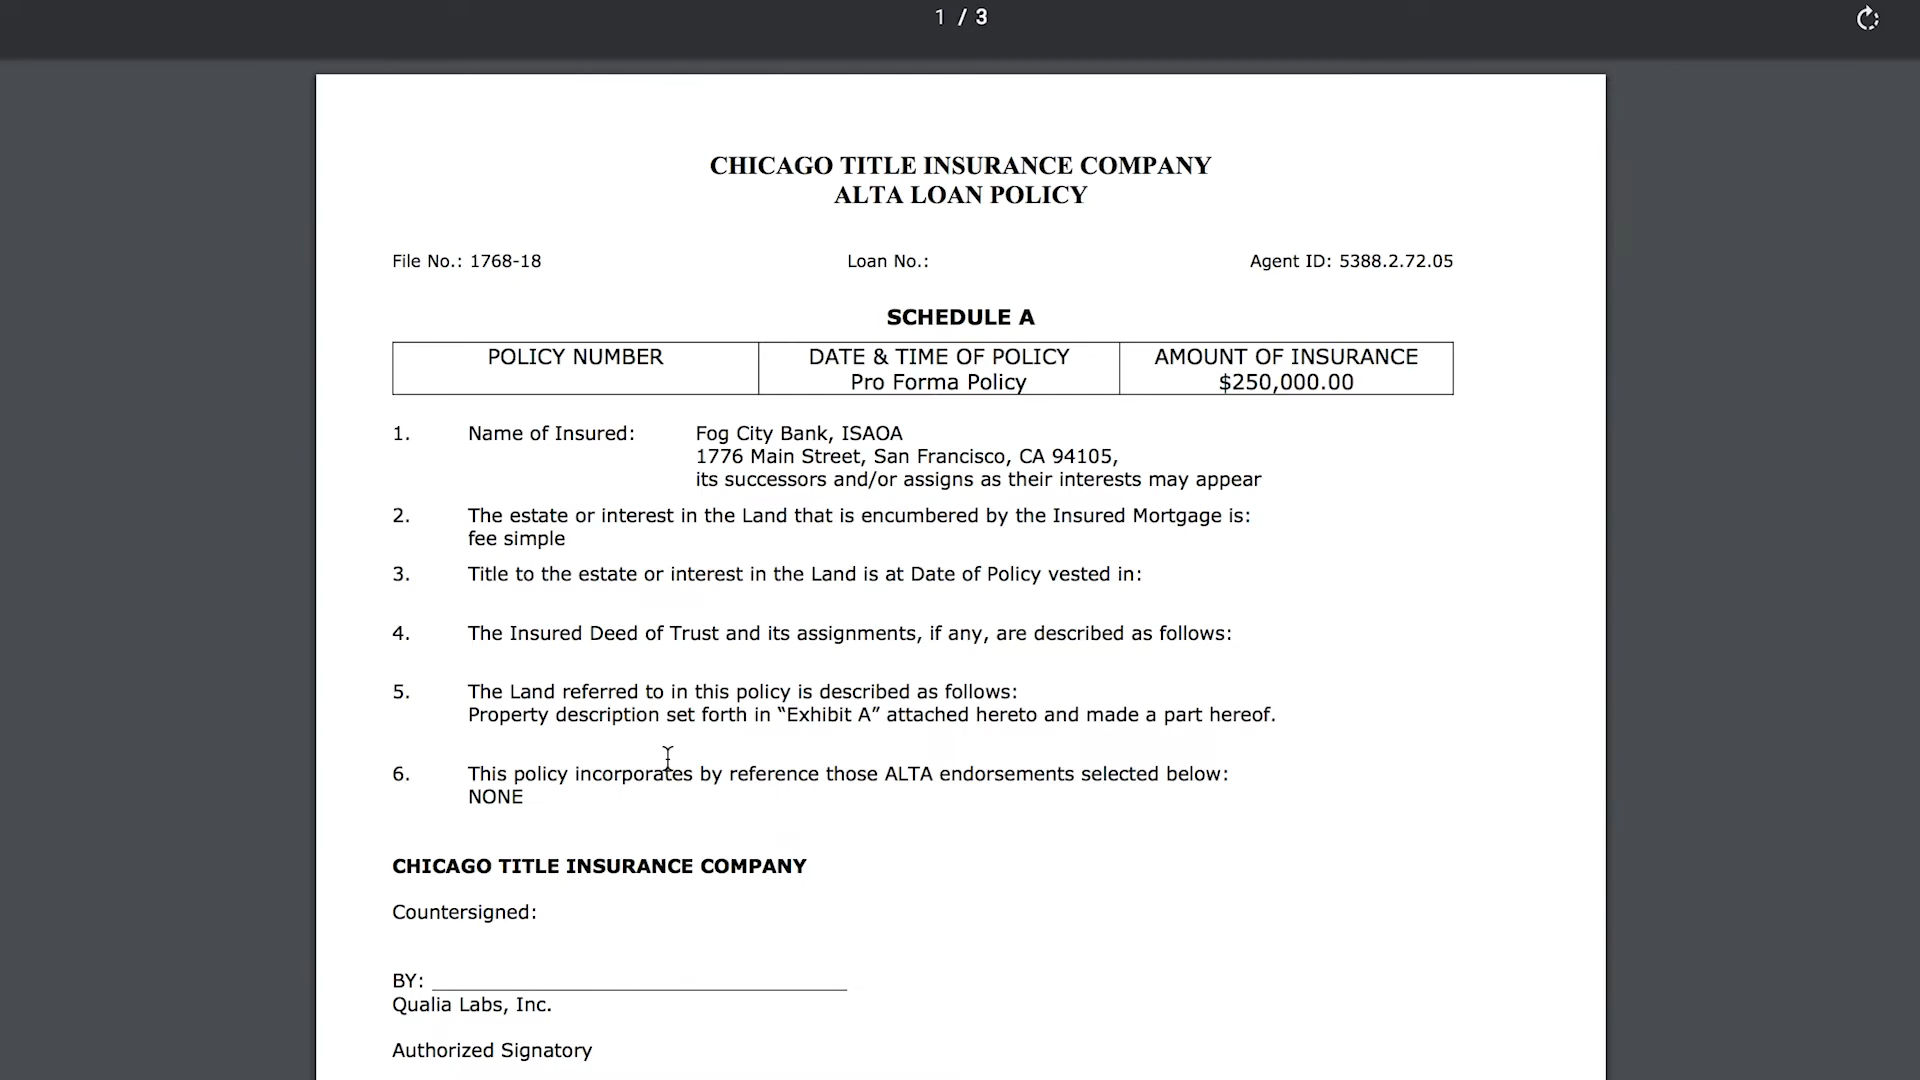 1 / 3
CHICAGO TITLE INSURANCE COMPANY
ALTA LOAN POLICY
File No.: 1768-18 Loan No.: Agent ID: 5388.2.72.05
SCHEDULE A
POLICY NUMBER DATE & TIME OF POLICY AMOUNT OF INSURANCE
Pro Forma Policy $250,000.00
1. Name of Insured: Fog City Bank, ISAOA
1776 Main Street, San Francisco, CA 94105,
its successors and/or assigns as their interests may appear
2. The estate or interest in the Land that is encumbered by the Insured Mortgage is:
fee simple
3. Title to the estate or interest in the Land is at Date of Policy vested in:
4. The Insured Deed of Trust and its assignments, if any, are described as follows:
5. The Land referred to in this policy is described as follows:
Property description set forth in “Exhibit A” attached hereto and made a part hereof.
6. This policy incorporates by reference those ALTA endorsements selected below:
NONE
CHICAGO TITLE INSURANCE COMPANY
Countersigned:
BY: ____________________
Qualia Labs, Inc.
Authorized Signatory